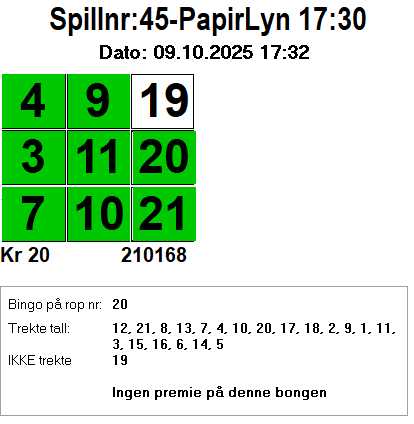 Spillnr:45-PapirLyn 17:30
Dato: 09.10.2025 17:32
4 9 19
3 11 20
7 10 21
Kr 20 210168
Bingo på rop nr: 20
Trekte tall: 12, 21, 8, 13, 7, 4, 10, 20, 17, 18, 2, 9, 1, 11,
3, 15, 16, 6, 14, 5
IKKE trekte 19
Ingen premie på denne bongen